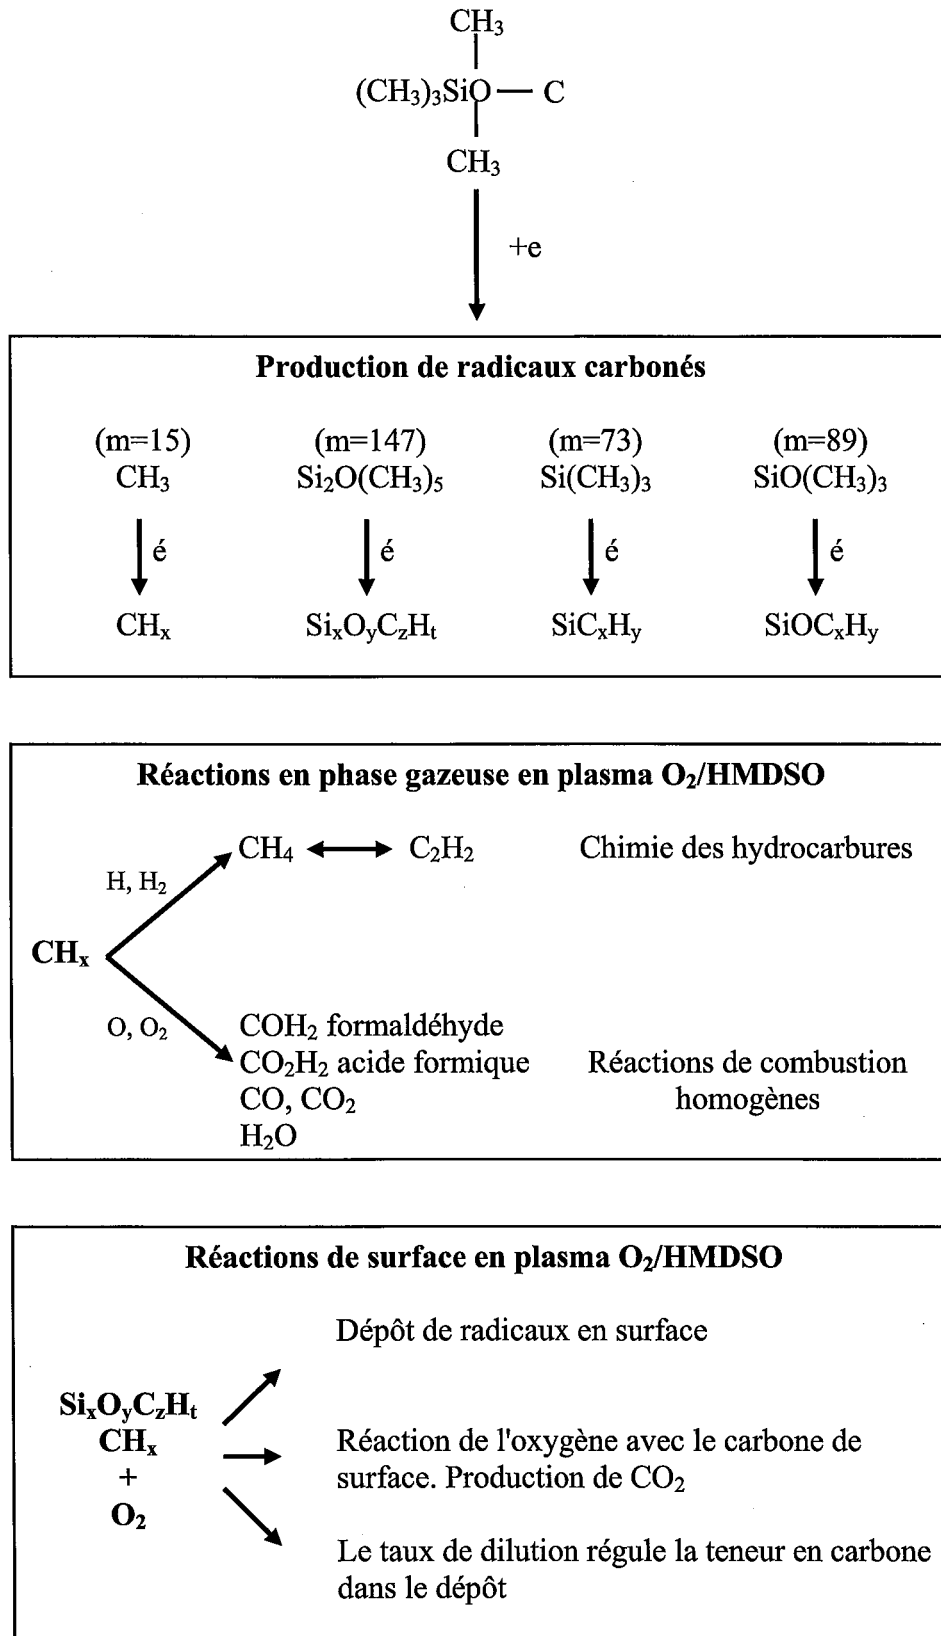 CH₃
(CH₃)₃SiO — C
CH₃
+e
Production de radicaux carbonés
(m=15) (m=147) (m=73) (m=89)
CH₃ Si₂O(CH₃)₅ Si(CH₃)₃ SiO(CH₃)₃
é é é é
CHₓ SiₓOᵧC_zHₜ SiCₓHᵧ SiOCₓHᵧ
Réactions en phase gazeuse en plasma O₂/HMDSO
CH₄ C₂H₂ Chimie des hydrocarbures
H, H₂
CHₓ
O, O₂
COH₂ formaldéhyde
CO₂H₂ acide formique Réactions de combustion
CO, CO₂ homogènes
H₂O
Réactions de surface en plasma O₂/HMDSO
Dépôt de radicaux en surface
SiₓOᵧC_zHₜ
CHₓ
+
O₂
Réaction de l'oxygène avec le carbone de
surface. Production de CO₂
Le taux de dilution régule la teneur en carbone
dans le dépôt